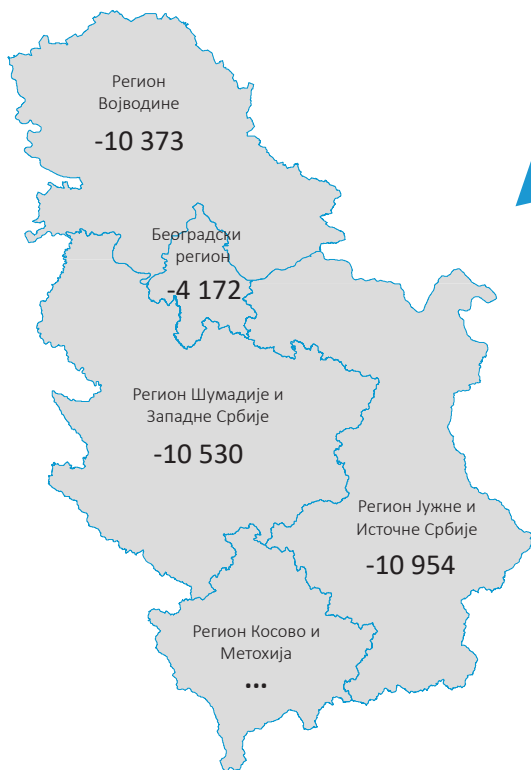 Регион
Војводине
-10 373
Београдски
регион
-4 172
Регион Шумадије и
Западне Србије
-10 530
Регион Јужне и
Источне Србије
-10 954
Регион Косово и
Метохија
...